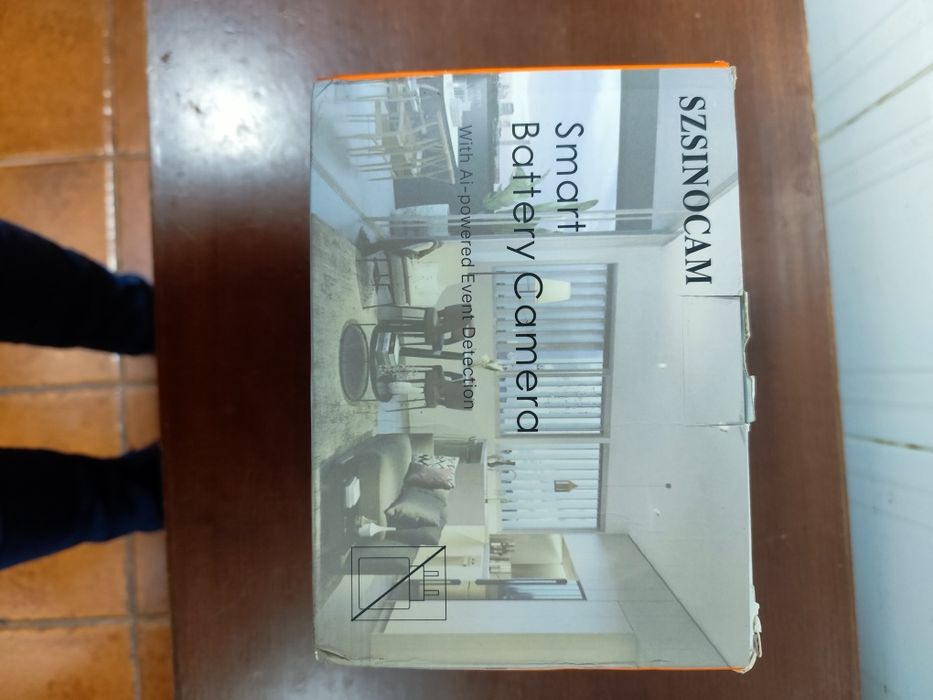 SZSINOCAM
Smart
Battery Camera
With Ai-powered Event Detection